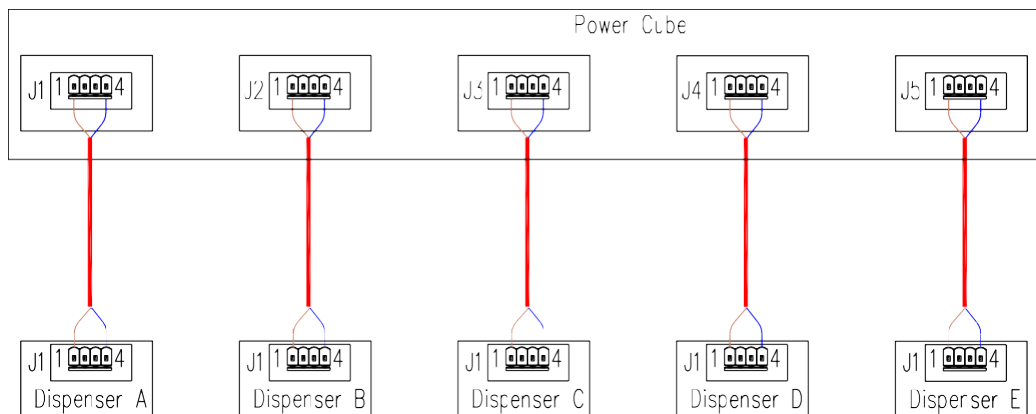 Power Cube
J1 1 4 J2 1 4 J3 1 4 J4 1 4 J5 1 4
J1 1 4 J1 1 4 J1 1 4 J1 1 4 J1 1 4
Dispenser A Dispenser B Dispenser C Dispenser D Dispenser E